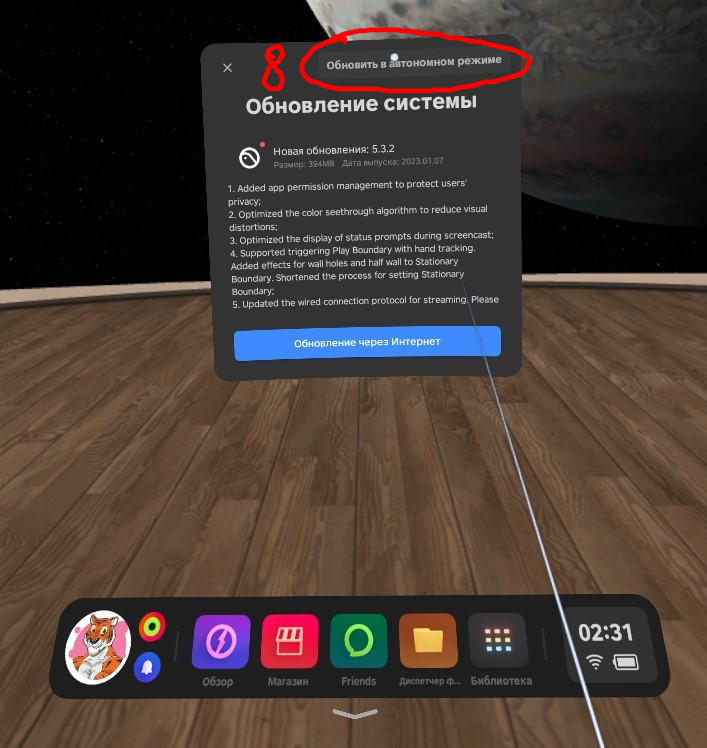 8
Обновить в автономном режиме
Обновление системы
Новая обновления: 5.3.2
Размер: 394MB Дата выпуска: 2023.01.07
1. Added app permission management to protect users'
privacy;
2. Optimized the color seethrough algorithm to reduce visual
distortions;
3. Optimized the display of status prompts during screencast;
4. Supported triggering Play Boundary with hand tracking.
Added effects for wall holes and half wall to Stationary
Boundary. Shortened the process for setting Stationary
Boundary;
5. Updated the wired connection protocol for streaming. Please
Обновление через Интернет
02:31
Обзор
Магазин
Friends
Диспетчер ф...
Библиотека